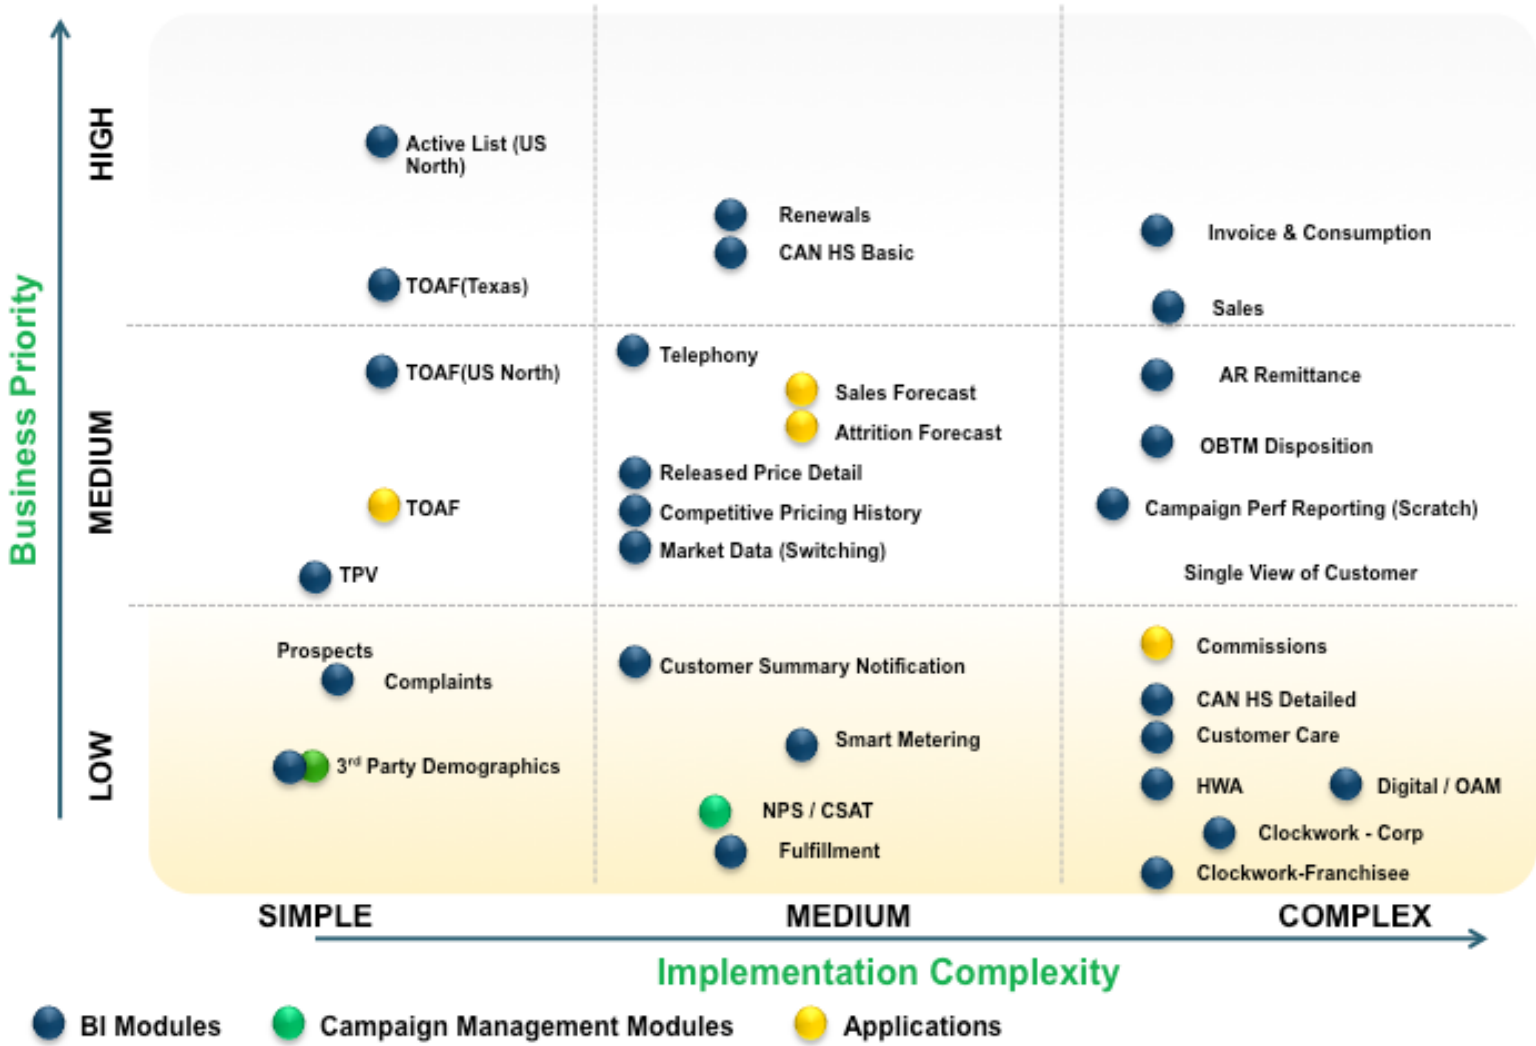 HIGH
Active List (US
North)
Renewals
CAN HS Basic
Invoice & Consumption
TOAF(Texas)
Sales
Business Priority
MEDIUM
TOAF(US North)
Telephony
Sales Forecast
Attrition Forecast
AR Remittance
OBTM Disposition
Released Price Detail
TOAF
Competitive Pricing History
Campaign Perf Reporting (Scratch)
Market Data (Switching)
TPV
Single View of Customer
LOW
Prospects
Complaints
Customer Summary Notification
Commissions
CAN HS Detailed
Customer Care
Smart Metering
3rd Party Demographics
HWA
Digital / OAM
NPS / CSAT
Clockwork - Corp
Fulfillment
Clockwork-Franchisee
SIMPLE
MEDIUM
COMPLEX
Implementation Complexity
BI Modules
Campaign Management Modules
Applications